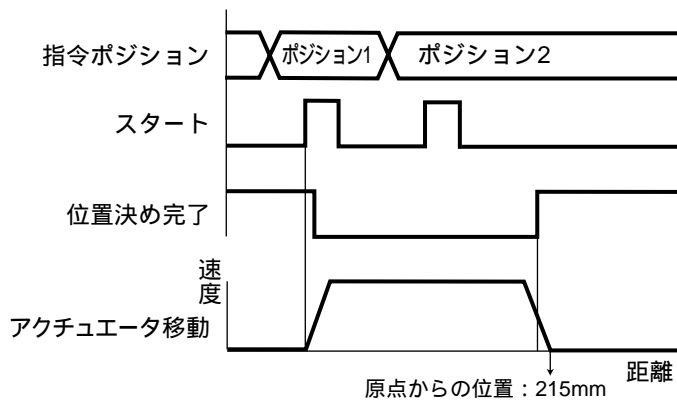 指令ポジション
ポジション1
ポジション2
スタート
位置決め完了
速度
アクチュエータ移動
距離
原点からの位置：215mm